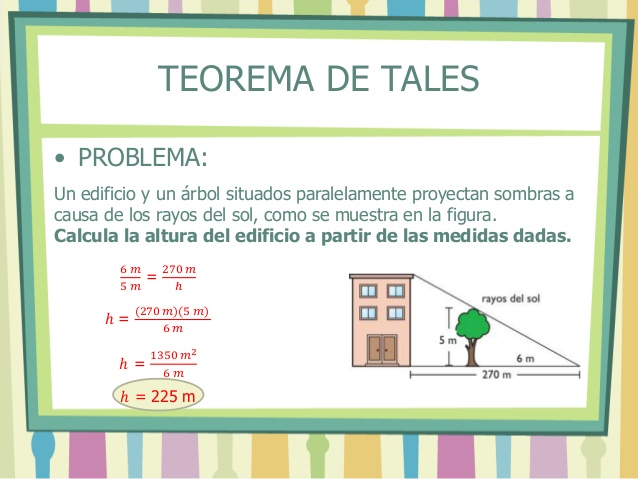 TEOREMA DE TALES
• PROBLEMA:
Un edificio y un árbol situados paralelamente proyectan sombras a
causa de los rayos del sol, como se muestra en la figura.
Calcula la altura del edificio a partir de las medidas dadas.
6 m / 5 m = 270 m / h
h = (270 m)(5 m) / 6 m
h = 1350 m² / 6 m
h = 225 m
rayos del sol
5 m
6 m
270 m